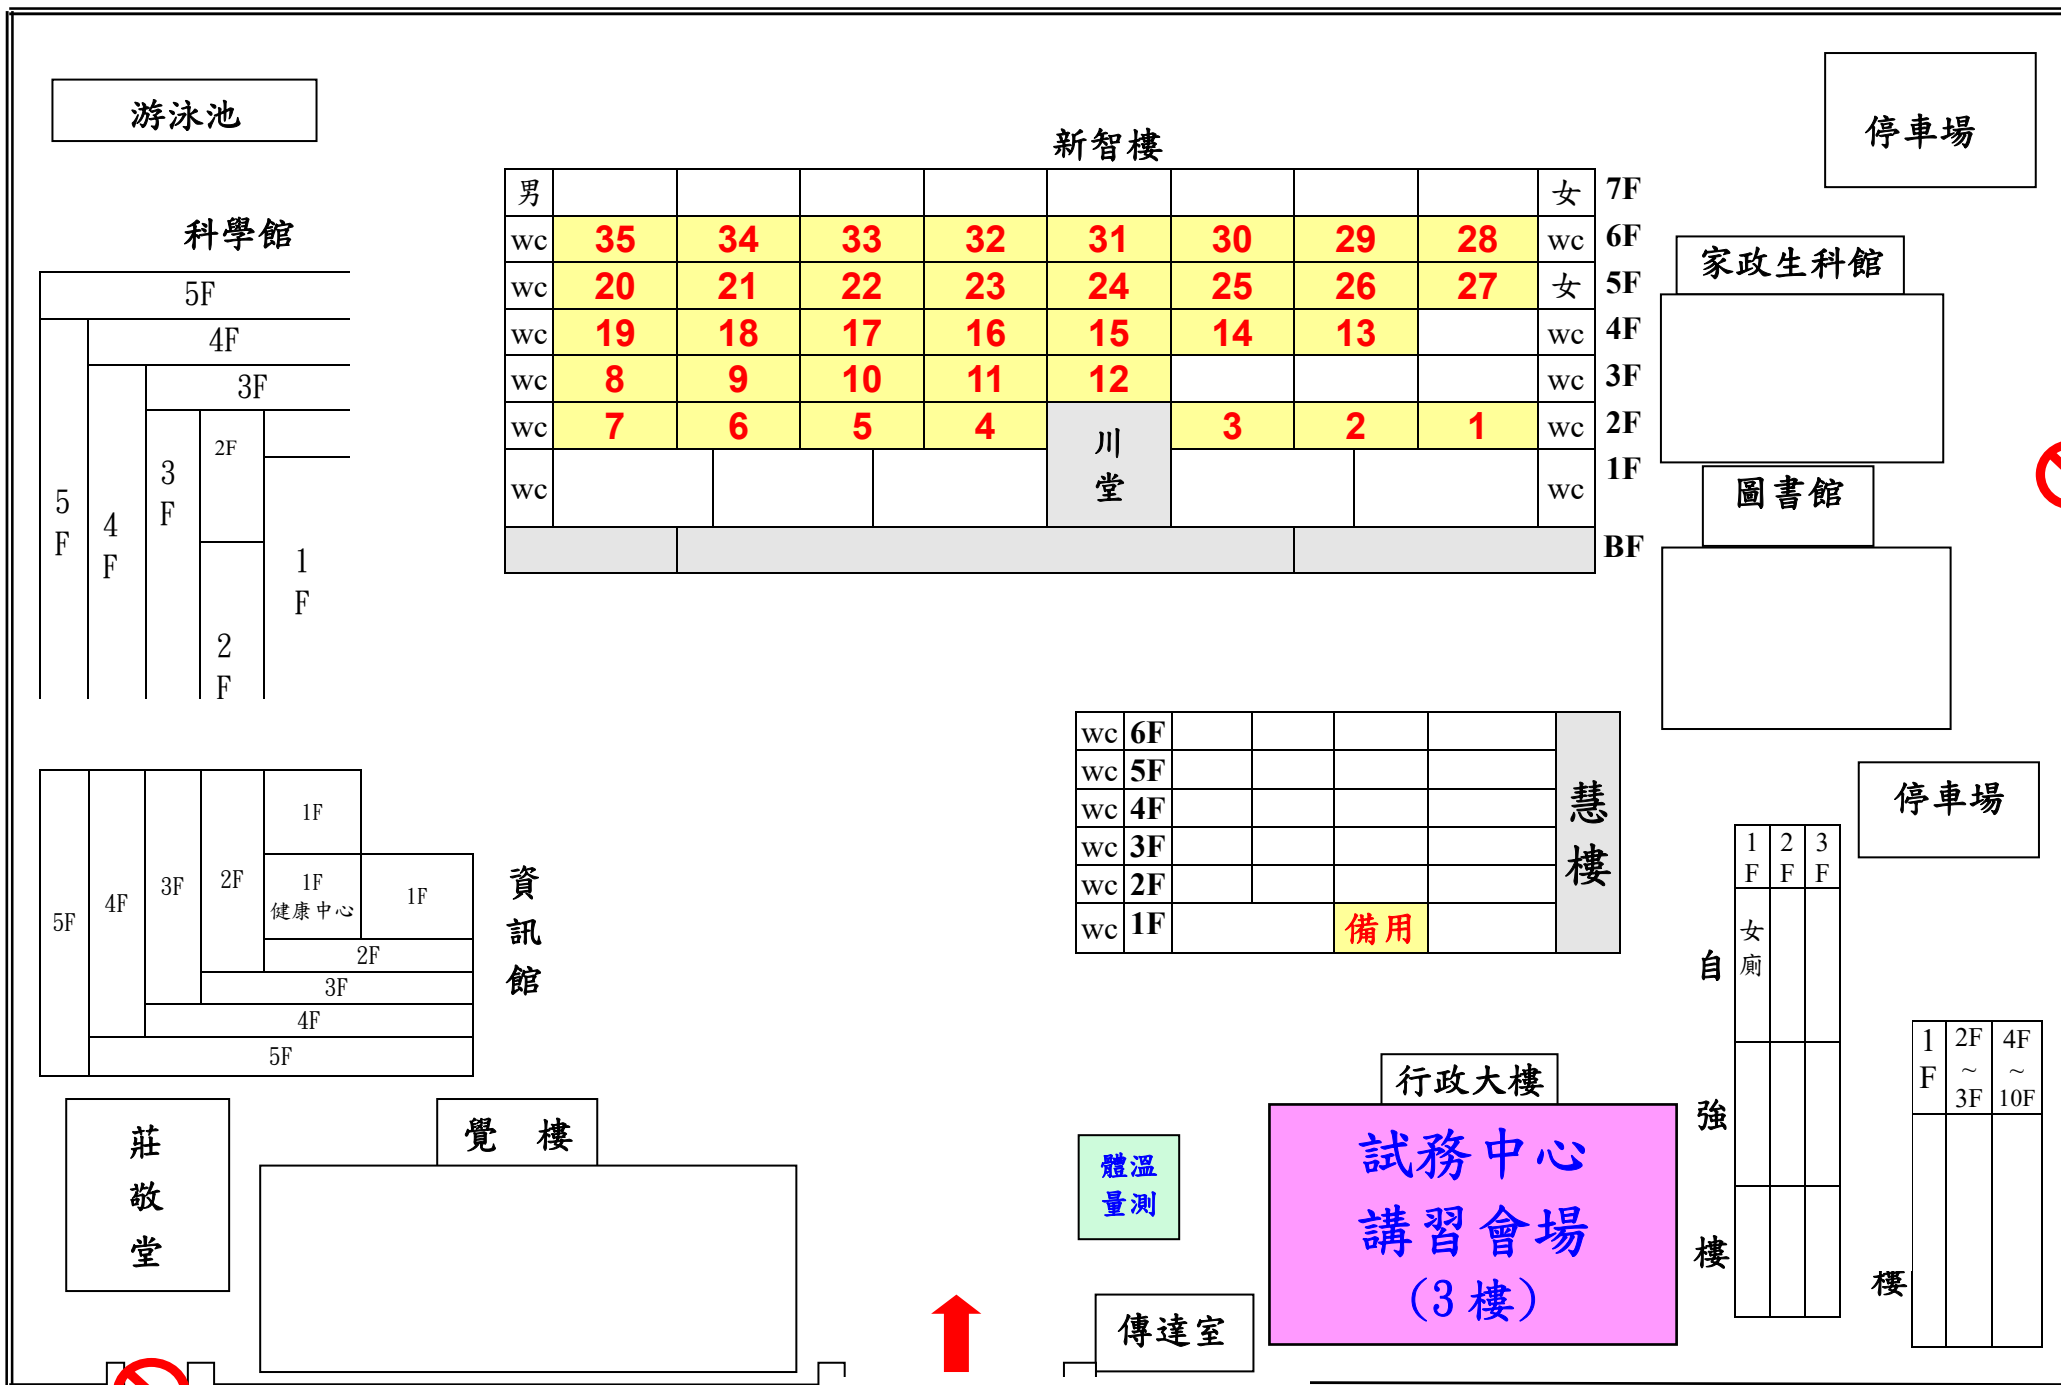 游泳池
停車場
新智樓
男 女 7F
wc 35 34 33 32 31 30 29 28 wc 6F
wc 20 21 22 23 24 25 26 27 女 5F
wc 19 18 17 16 15 14 13 wc 4F
wc 8 9 10 11 12 wc 3F
wc 7 6 5 4 3 2 1 wc 2F
川
堂
wc wc 1F
BF
科學館
5F
4F
3F
2F
5
F
4
F
3
F
2
F
1
F
家政生科館
圖書館
wc 6F
wc 5F
wc 4F
wc 3F
wc 2F
wc 1F 備用
慧
樓
停車場
5F
4F
3F
2F
1F
1F
健康中心
1F
2F
3F
4F
5F
資
訊
館
1
F
2
F
3
F
女
廁
自
強
樓
1
F
2F
~
3F
4F
~
10F
樓
莊
敬
堂
覺 樓
體溫
量測
行政大樓
試務中心
講習會場
(3 樓)
傳達室